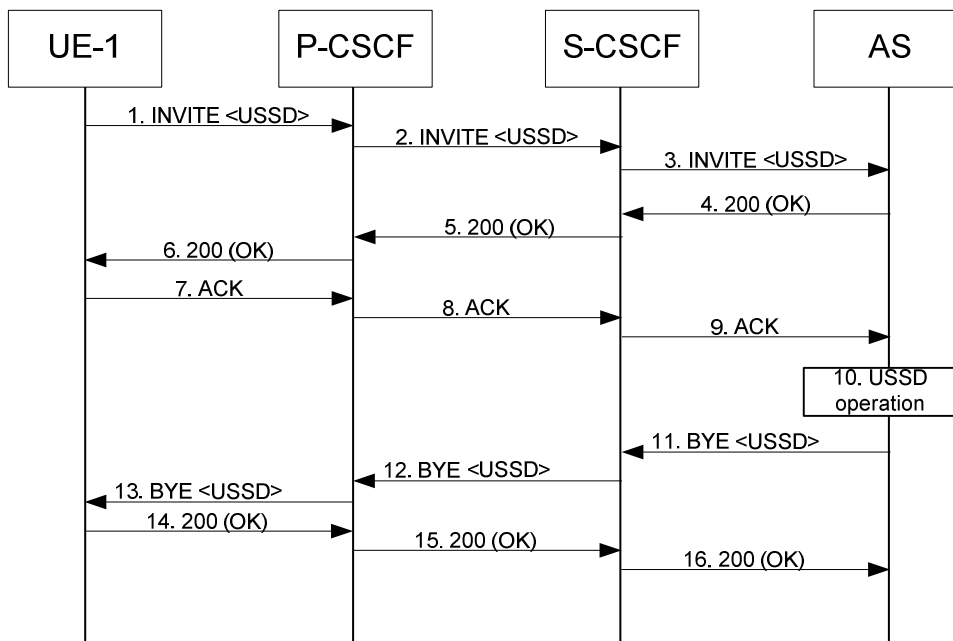 UE-1
P-CSCF
S-CSCF
AS
1. INVITE <USSD>
2. INVITE <USSD>
3. INVITE <USSD>
4. 200 (OK)
5. 200 (OK)
6. 200 (OK)
7. ACK
8. ACK
9. ACK
10. USSD
operation
11. BYE <USSD>
12. BYE <USSD>
13. BYE <USSD>
14. 200 (OK)
15. 200 (OK)
16. 200 (OK)